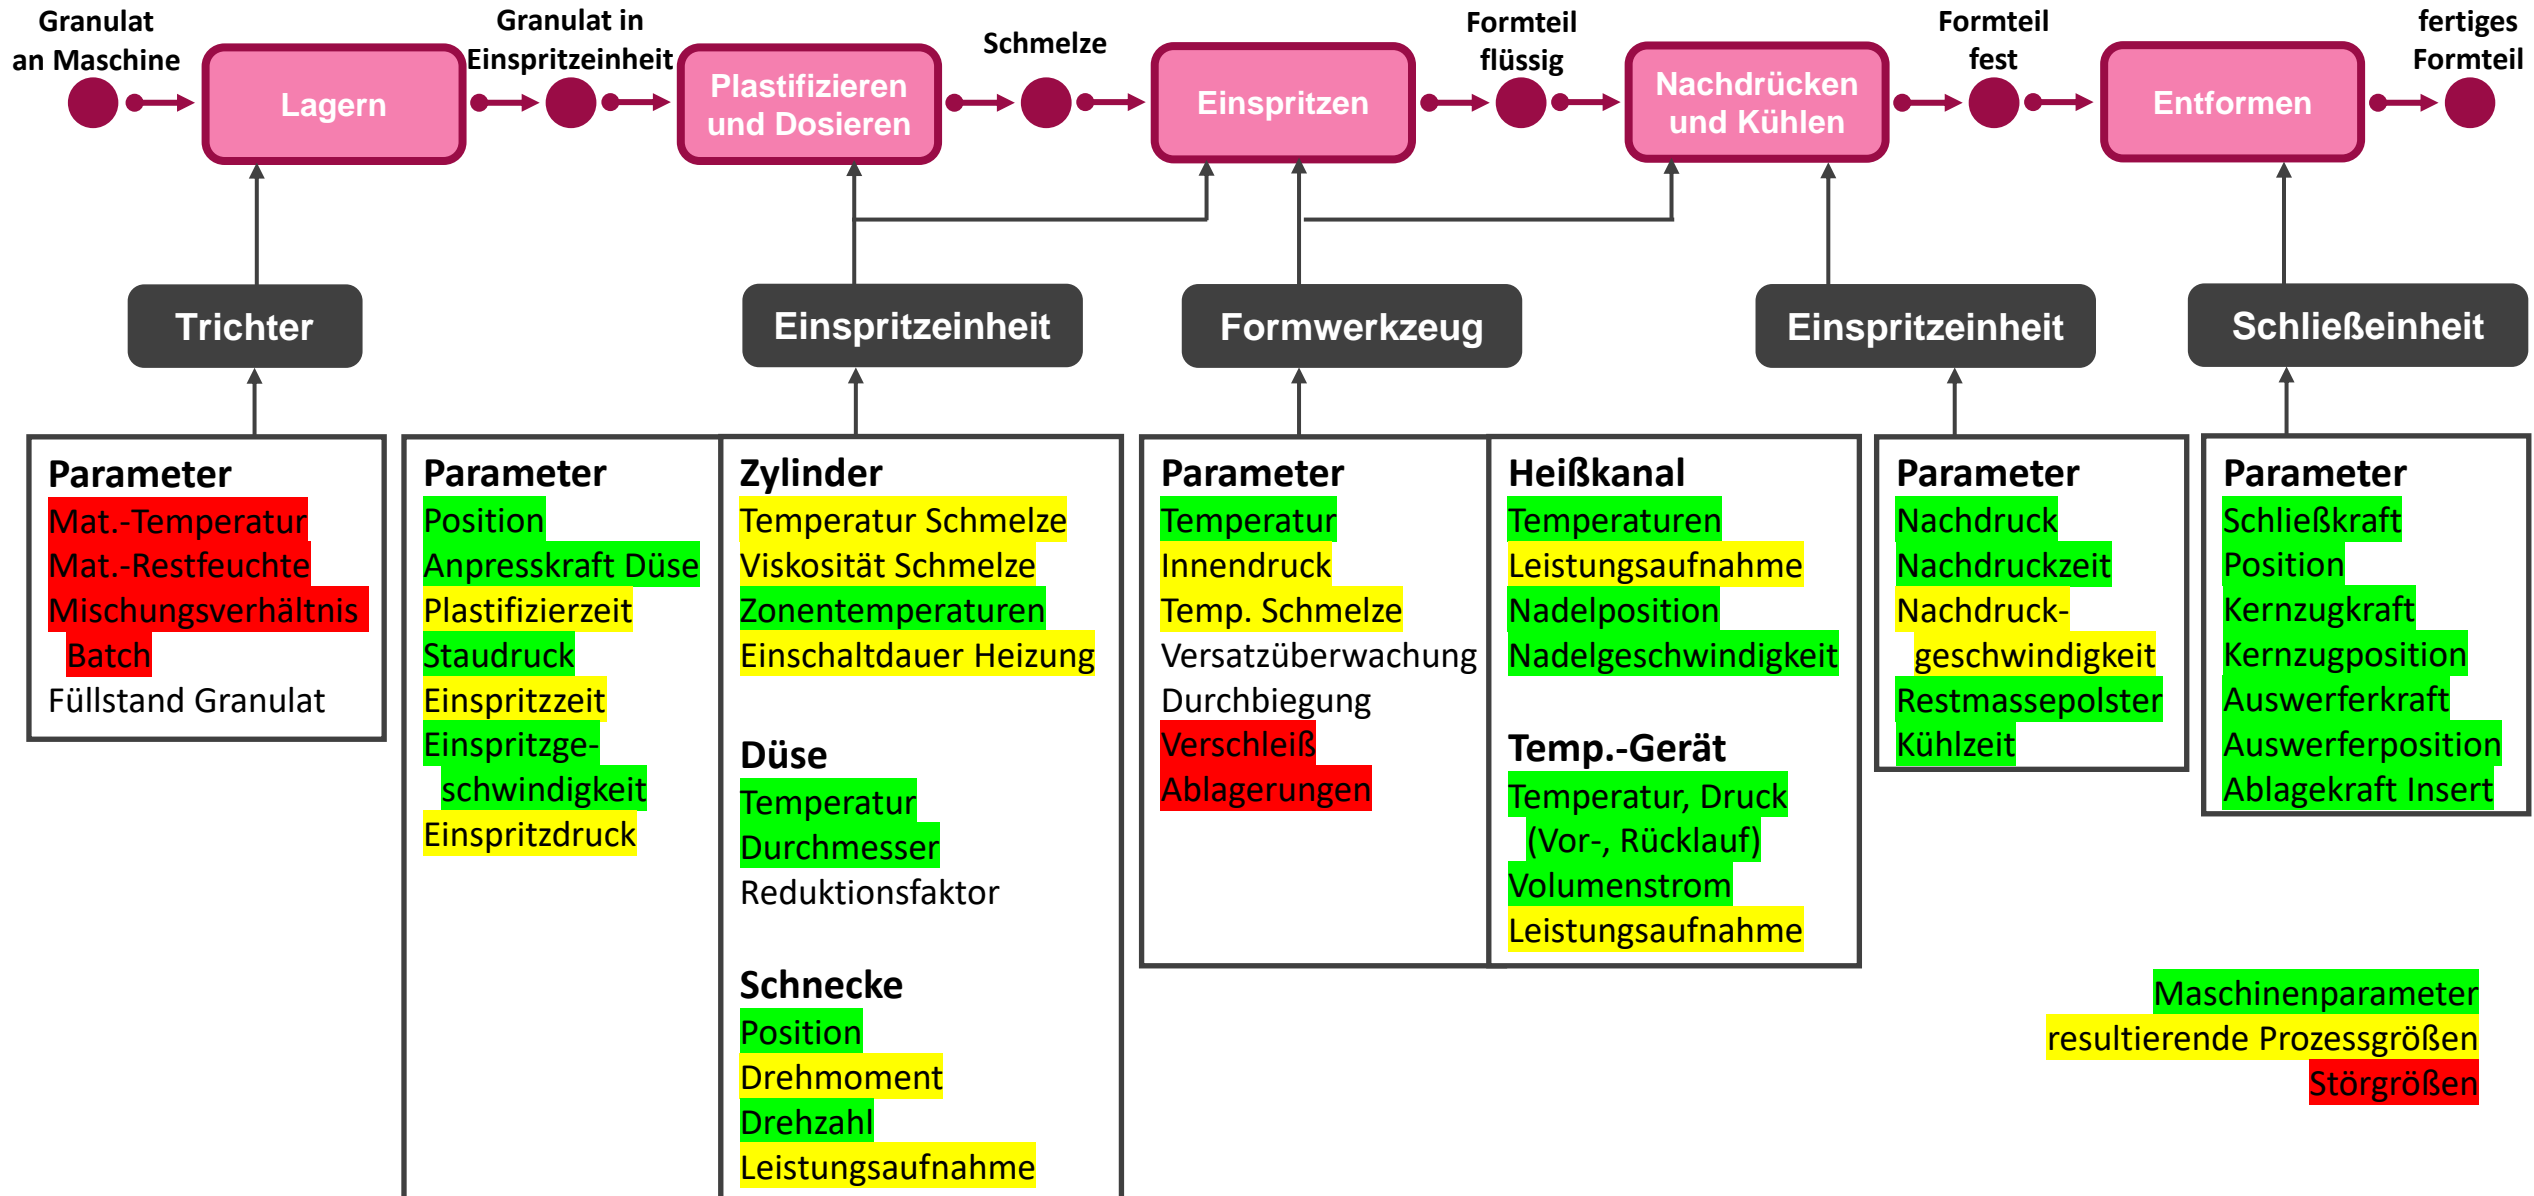 Granulat
an Maschine
Lagern
Granulat in
Einspritzeinheit
Plastifizieren
und Dosieren
Schmelze
Einspritzen
Formteil
flüssig
Nachdrücken
und Kühlen
Formteil
fest
Entformen
fertiges
Formteil
Trichter
Einspritzeinheit
Formwerkzeug
Einspritzeinheit
Schließeinheit
Parameter
Mat.-Temperatur
Mat.-Restfeuchte
Mischungsverhältnis
Batch
Füllstand Granulat
Parameter
Position
Anpresskraft Düse
Plastifizierzeit
Staudruck
Einspritzzeit
Einspritzge-
schwindigkeit
Einspritzdruck
Zylinder
Temperatur Schmelze
Viskosität Schmelze
Zonentemperaturen
Einschaltdauer Heizung
Düse
Temperatur
Durchmesser
Reduktionsfaktor
Schnecke
Position
Drehmoment
Drehzahl
Leistungsaufnahme
Parameter
Temperatur
Innendruck
Temp. Schmelze
Versatzüberwachung
Durchbiegung
Verschleiß
Ablagerungen
Heißkanal
Temperaturen
Leistungsaufnahme
Nadelposition
Nadelgeschwindigkeit
Temp.-Gerät
Temperatur, Druck
(Vor-, Rücklauf)
Volumenstrom
Leistungsaufnahme
Parameter
Nachdruck
Nachdruckzeit
Nachdruck-
geschwindigkeit
Restmassepolster
Kühlzeit
Parameter
Schließkraft
Position
Kernzugkraft
Kernzugposition
Auswerferkraft
Auswerferposition
Ablagekraft Insert
Maschinenparameter
resultierende Prozessgrößen
Störgrößen